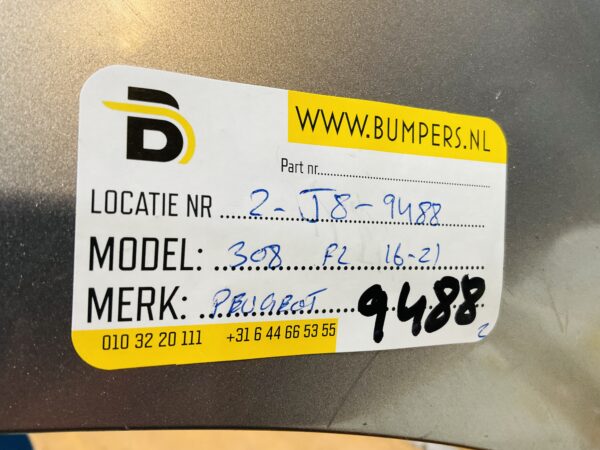 B
WWW.BUMPERS.NL
Part nr.
LOCATIE NR 2-J8-9488
MODEL: 308 FL 16-21
MERK: PEUGEOT 9488
010 32 20 111 +31 6 44 66 53 55
2